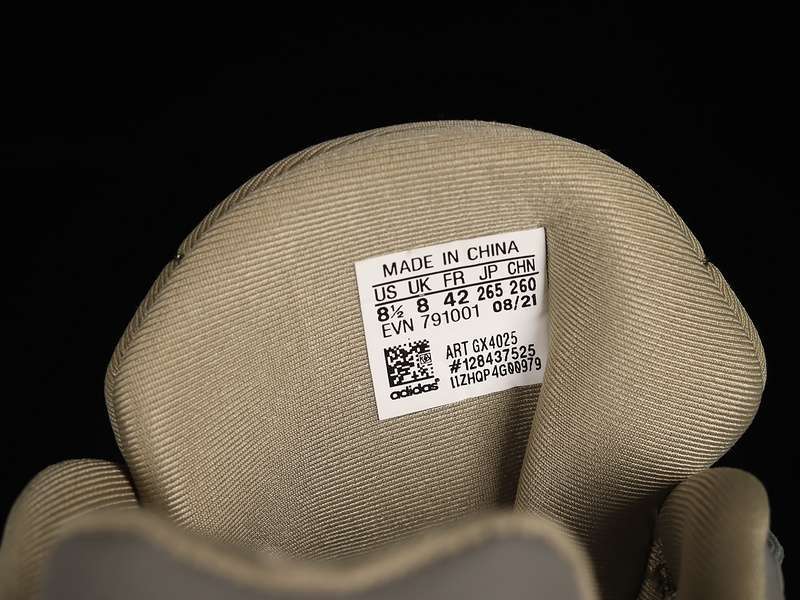 MADE IN CHINA
US UK FR JP CHN
8½ 8 42 265 260
EVN 791001 08/21
ART GX4025
#128437525
IIZHQP4G00979
adidas